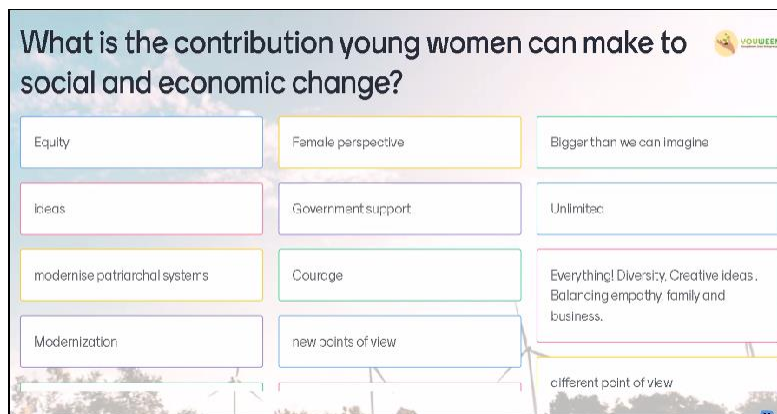 What is the contribution young women can make to
social and economic change?
Equity
Female perspective
Bigger than we can imagine
ideas
Government support
Unlimited
modernise patriarchal systems
Courage
Everything! Diversity, Creative ideas.
Balancing empathy family and
business.
Modernization
new points of view
different point of view